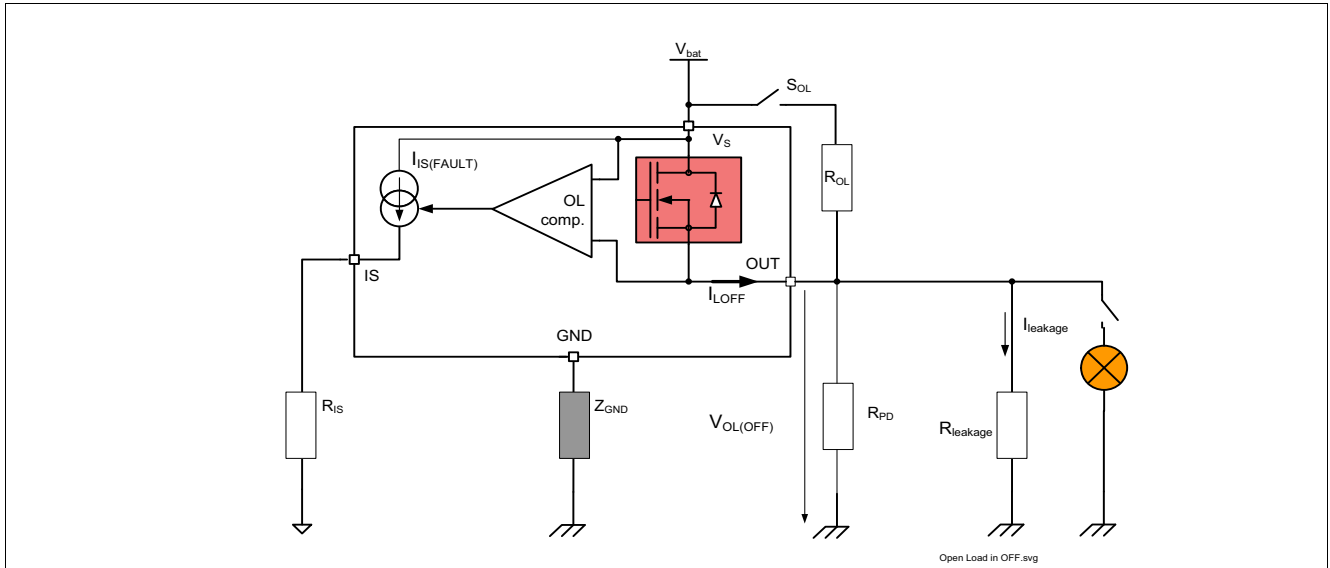 Vbat
SOL
VS
IIS(FAULT)
ROL
OL
comp.
OUT
IS
ILOFF
GND
Ileakage
RIS
ZGND
VOL(OFF)
RPD
Rleakage
Open Load in OFF.svg